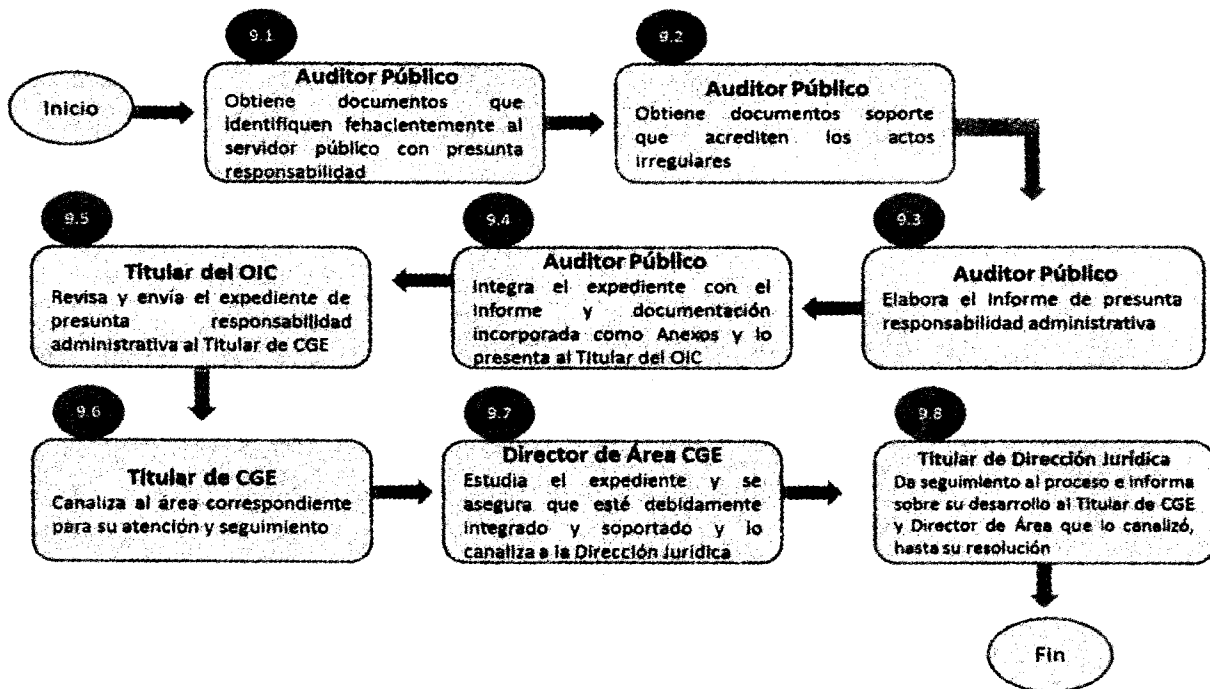 9.1
Auditor Público
Obtiene documentos que
identifiquen fehacientemente al
servidor público con presunta
responsabilidad
Inicio
9.2
Auditor Público
Obtiene documentos soporte
que acrediten los actos
irregulares
9.3
Auditor Público
Elabora el informe de presunta
responsabilidad administrativa
9.4
Auditor Público
Integra el expediente con el
informe y documentación
incorporada como Anexos y lo
presenta al Titular del OIC
9.5
Titular del OIC
Revisa y envía el expediente de
presunta responsabilidad
administrativa al Titular de CGE
9.6
Titular de CGE
Canaliza al área correspondiente
para su atención y seguimiento
9.7
Director de Área CGE
Estudia el expediente y se
asegura que esté debidamente
integrado y soportado y lo
canaliza a la Dirección Jurídica
9.8
Titular de Dirección Jurídica
Da seguimiento al proceso e informa
sobre su desarrollo al Titular de CGE
y Director de Área que lo canalizó,
hasta su resolución
Fin